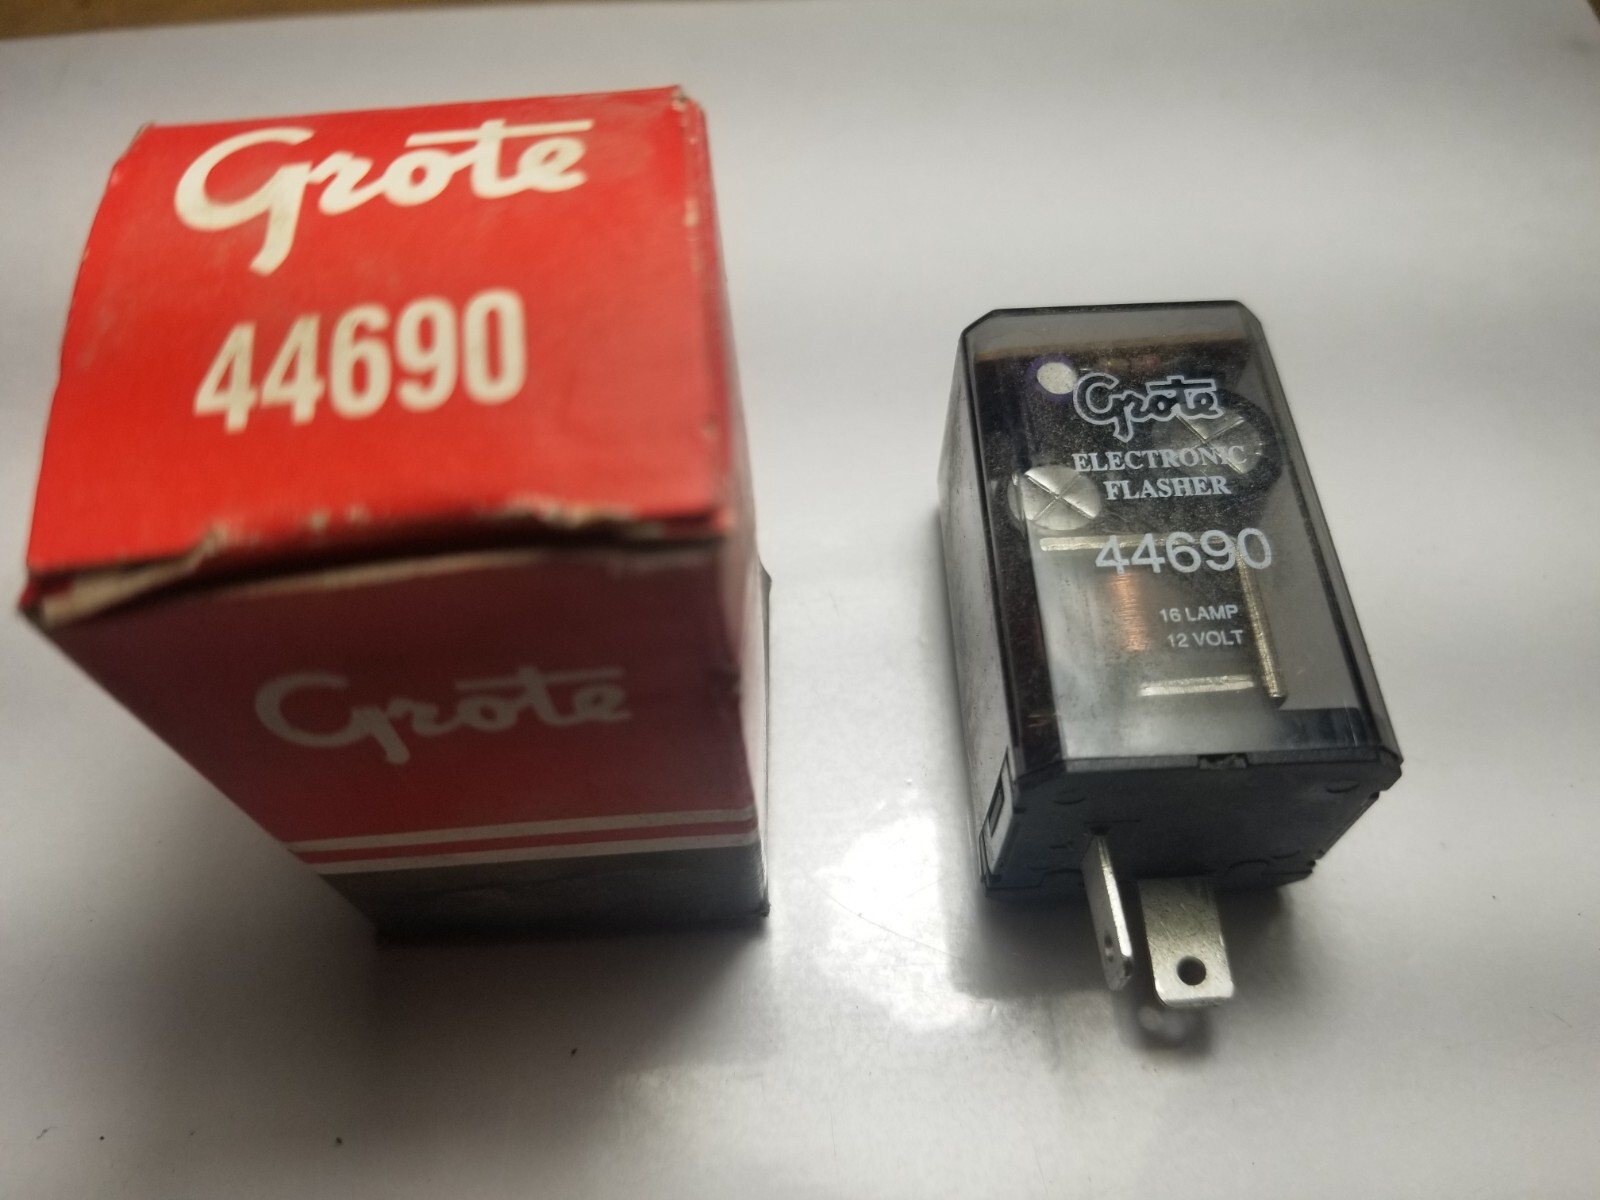 Grote
44690
Grote
Grote
ELECTRONIC
FLASHER
44690
16 LAMP
12 VOLT